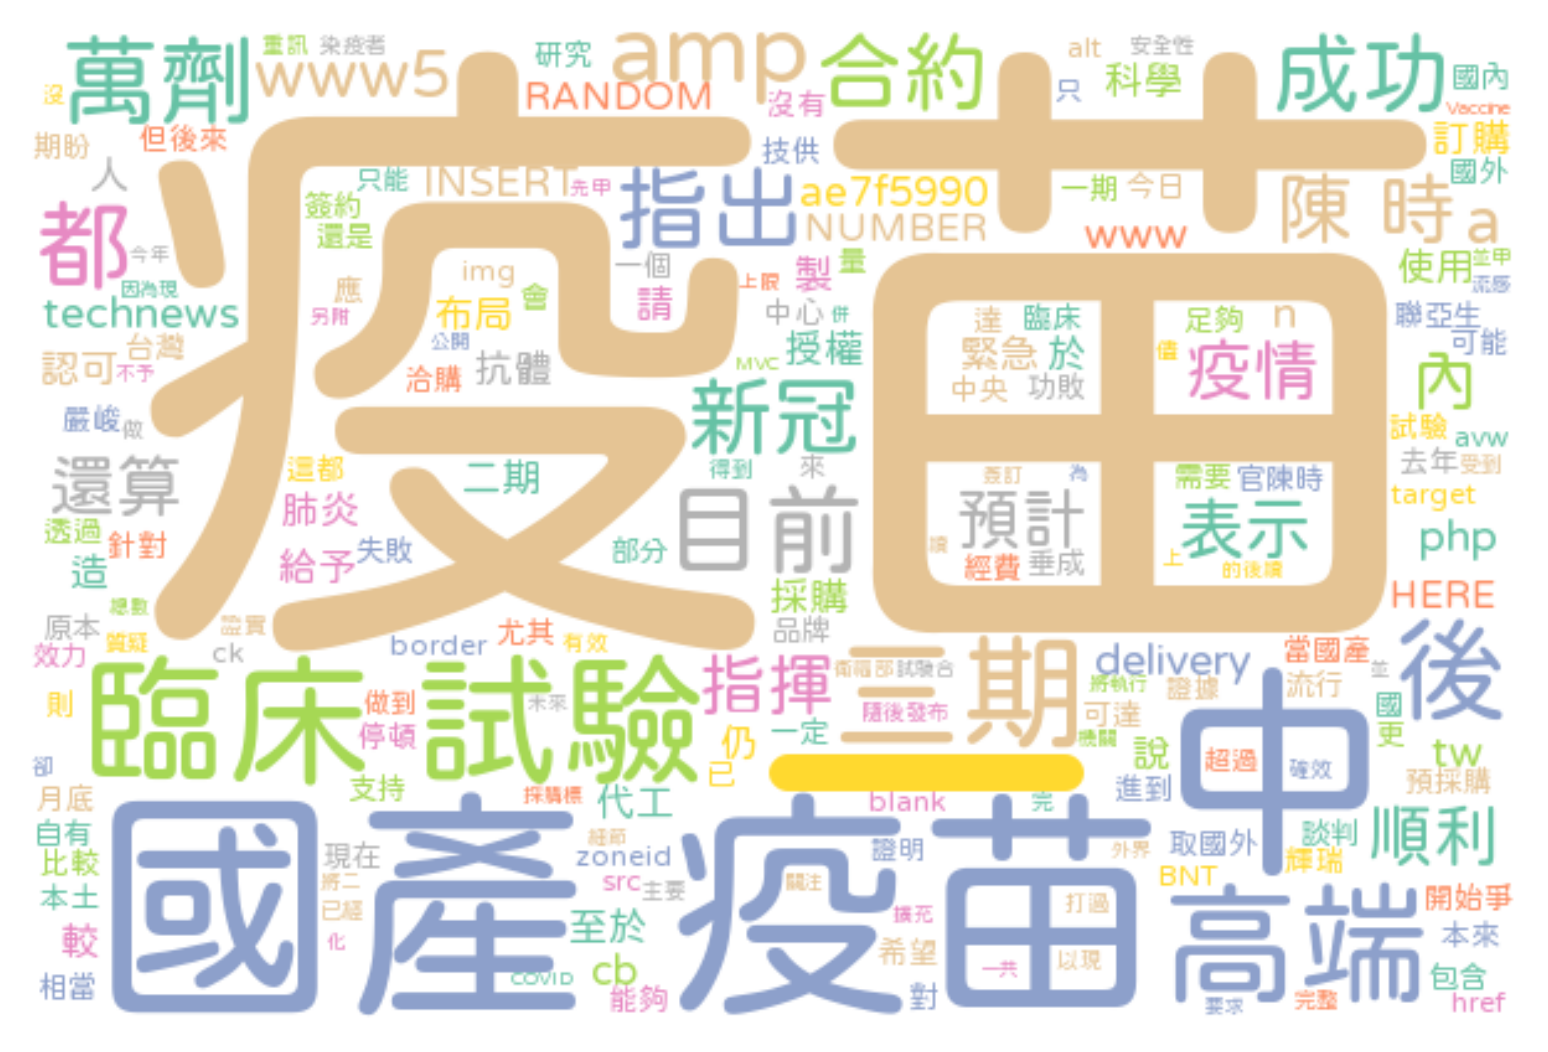 重訊 染疫者
萬劑 www5 研究 amp 合約 alt 安全性 成功 國內
沒 RANDOM 沒有 只 科學 Vaccine
期盼 但後來 技供 訂購
疫苗
人 只能 INSERT 先甲 指出 ae7f5990 一期 今日 陳 時 a 國外
都 今年 簽約 還是 NUMBER www
因為現 應 img 會 一個 上限 製 量 使用 並甲 流感
technews 另附 布局 請 中心 併 達 臨床 足夠 n 聯亞生
台灣 公開 MVC 授權 緊急 於 儘 疫情 可能
認可 不予 洽購 抗體 中央 功敗 內
嚴峻 做 新冠 試驗 avw
還算 這都 二期 得到 來 簽訂 為 需要 官陳時 去年 受到
肺炎 目前 預計 表示 target
透過 針對 失敗 部分 讀 php
造 給予 經費 垂成 上 的後續
總數 採購 HERE
原本 質疑 證實 尤其 有效 品牌
效力 ck border 當國產 並
臨床試驗 指揮 衛福部 試驗合 三期 delivery 將執行 證據 流行 後
則 做到 未來 隨後發布 可達 國
停頓 仍 一定 機關 說 中 更 tw
卻 已 一 超過 確效
月底 支持 採購標 代工 blank 完 進到 預採購
自有 國產疫苗 細節 外界 取國外 談判 順利
比較 現在 zoneid 證明 輝瑞
本土 將二 src 主要 關注 BNT 高端 開始爭
較 已經 至於 擴充 打過 本來
化 希望
相當 COVID cb 一共 以現 包含
能夠 對 要求 完整 href